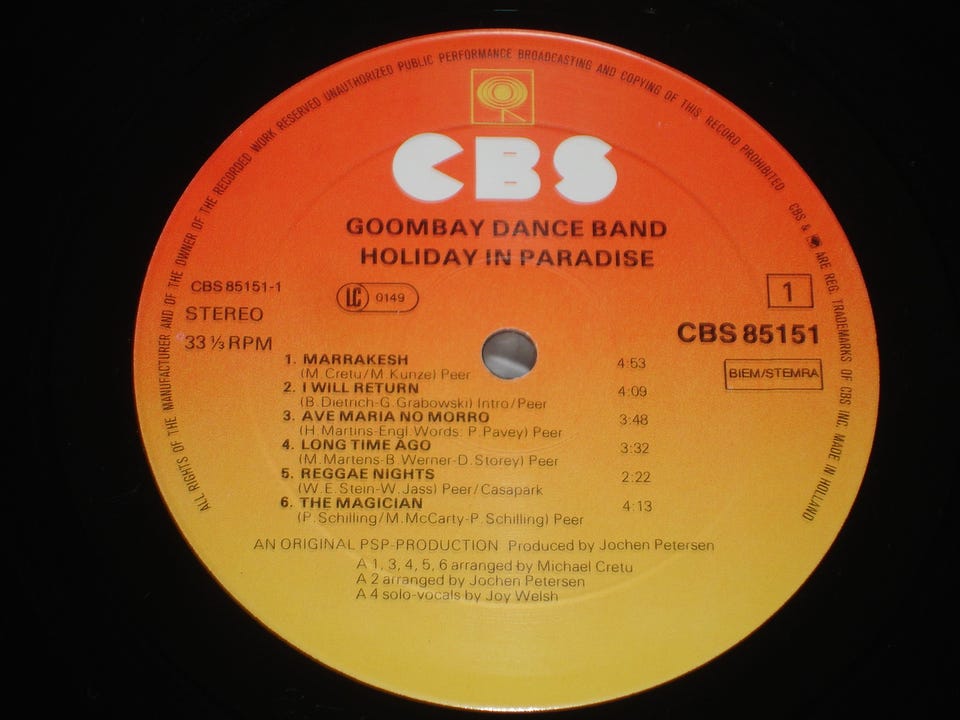 ALL RIGHTS OF THE MANUFACTURER AND OF THE OWNER OF THE RECORDED WORK RESERVED UNAUTHORIZED PUBLIC PERFORMANCE BROADCASTING AND COPYING OF THIS RECORD PROHIBITED CBS & ARE REG. TRADEMARKS OF CBS INC. MADE IN HOLLAND
CBS
GOOMBAY DANCE BAND
HOLIDAY IN PARADISE
CBS 85151-1
LC 0149
1
STEREO
CBS 85151
33 ⅓ RPM
BIEM/STEMRA
1. MARRAKESH 4:53
(M. Cretu/M. Kunze) Peer
2. I WILL RETURN 4:09
(B. Dietrich-G. Grabowski) Intro/Peer
3. AVE MARIA NO MORRO 3:48
(H. Martins-Engl. Words: P. Pavey) Peer
4. LONG TIME AGO 3:32
(M. Martens-B. Werner-D. Storey) Peer
5. REGGAE NIGHTS 2:22
(W. E. Stein-W. Jass) Peer/Casapark
6. THE MAGICIAN 4:13
(P. Schilling/M. McCarty-P. Schilling) Peer
AN ORIGINAL PSP-PRODUCTION Produced by Jochen Petersen
A 1, 3, 4, 5, 6 arranged by Michael Cretu
A 2 arranged by Jochen Petersen
A 4 solo-vocals by Joy Welsh